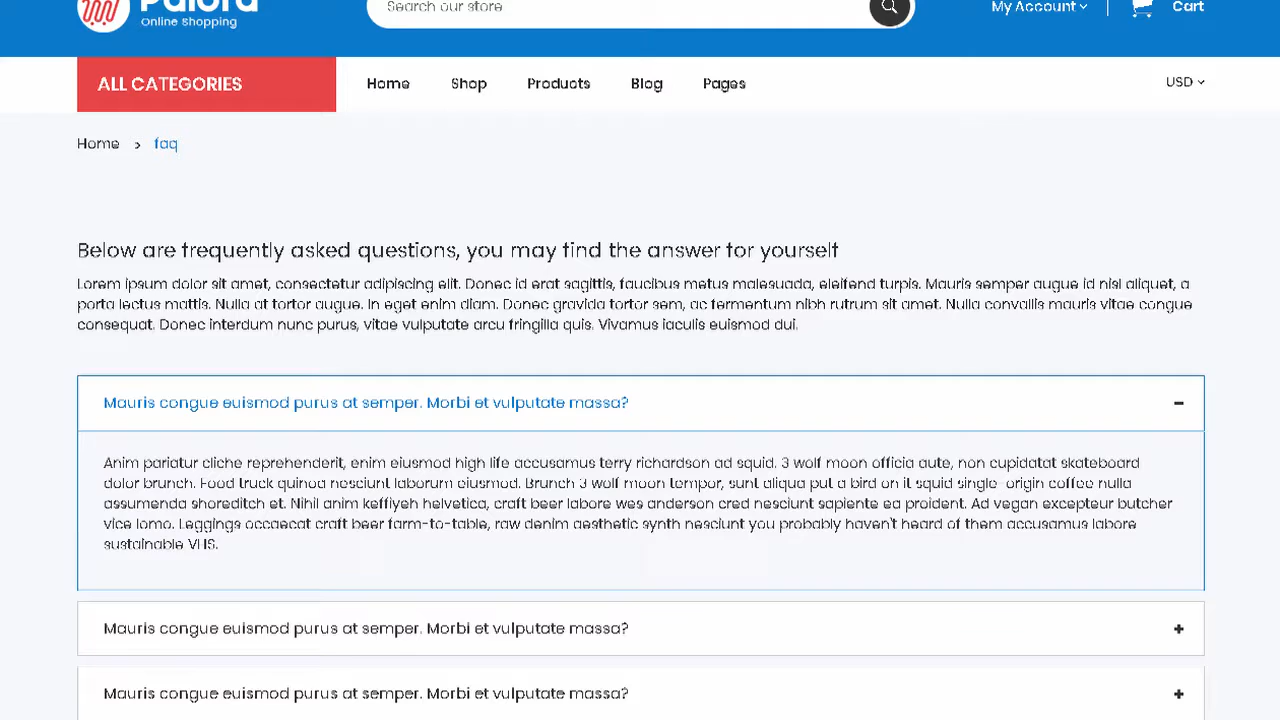 Palora
Online Shopping
Search our store
My Account
Cart
ALL CATEGORIES
Home
Shop
Products
Blog
Pages
USD
Home > faq
Below are frequently asked questions, you may find the answer for yourself
Lorem ipsum dolor sit amet, consectetur adipiscing elit. Donec id erat sagittis, faucibus metus malesuada, eleifend turpis. Mauris semper augue id nisl aliquet, a
porta lectus mattis. Nulla at tortor augue. In eget enim diam. Donec gravida tortor sem, ac fermentum nibh rutrum sit amet. Nulla convallis mauris vitae congue
consequat. Donec interdum nunc purus, vitae vulputate arcu fringilla quis. Vivamus iaculis euismod dui.
Mauris congue euismod purus at semper. Morbi et vulputate massa?
Anim pariatur cliche reprehenderit, enim eiusmod high life accusamus terry richardson ad squid. 3 wolf moon officia aute, non cupidatat skateboard
dolor brunch. Food truck quinoa nesciunt laborum eiusmod. Brunch 3 wolf moon tempor, sunt aliqua put a bird on it squid single-origin coffee nulla
assumenda shoreditch et. Nihil anim keffiyeh helvetica, craft beer labore wes anderson cred nesciunt sapiente ea proident. Ad vegan excepteur butcher
vice lomo. Leggings occaecat craft beer farm-to-table, raw denim aesthetic synth nesciunt you probably haven't heard of them accusamus labore
sustainable VHS.
Mauris congue euismod purus at semper. Morbi et vulputate massa?
Mauris congue euismod purus at semper. Morbi et vulputate massa?